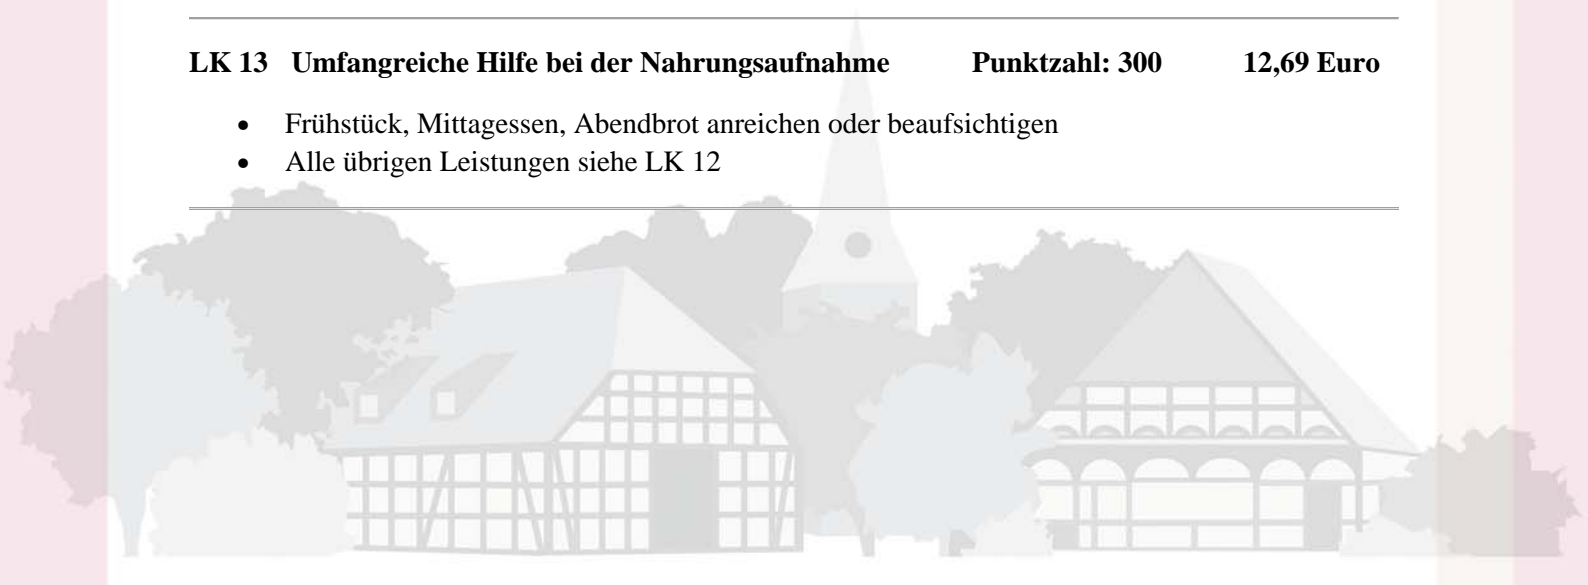 LK 13 Umfangreiche Hilfe bei der Nahrungsaufnahme Punktzahl: 300 12,69 Euro
• Frühstück, Mittagessen, Abendbrot anreichen oder beaufsichtigen
• Alle übrigen Leistungen siehe LK 12